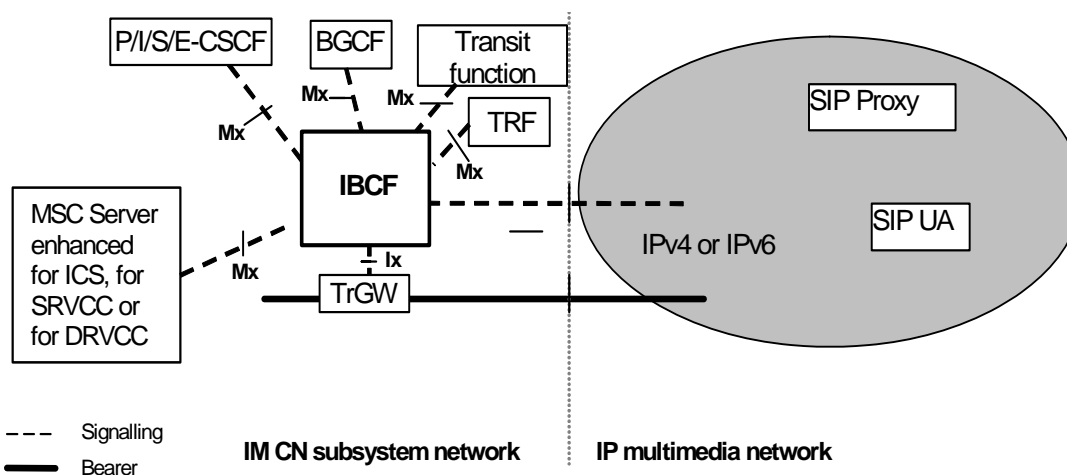 P/I/S/E-CSCF
BGCF
Transit
function
SIP Proxy
Mx
Mx
TRF
Mx
Mx
IBCF
MSC Server
enhanced
for ICS, for
SRVCC or
for DRVCC
SIP UA
IPv4 or IPv6
Mx
Ix
TrGW
Signalling
Bearer
IM CN subsystem network
IP multimedia network